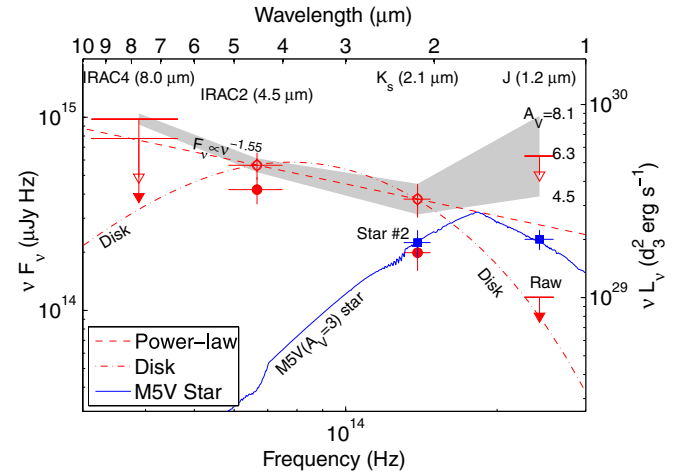 Wavelength (μm)
10 9 8 7 6 5 4 3 2 1
IRAC4 (8.0 μm)
IRAC2 (4.5 μm)
K_s (2.1 μm)
J (1.2 μm)
A_V=8.1
6.3
4.5
F_ν∝ν^−1.55
Disk
Star #2
Disk
Raw
M5V(A_V=3) star
10^15
10^14
ν F_ν (μJy Hz)
10^30
10^29
ν L_ν (d_3^2 erg s^−1)
Power−law
Disk
M5V Star
10^14
Frequency (Hz)